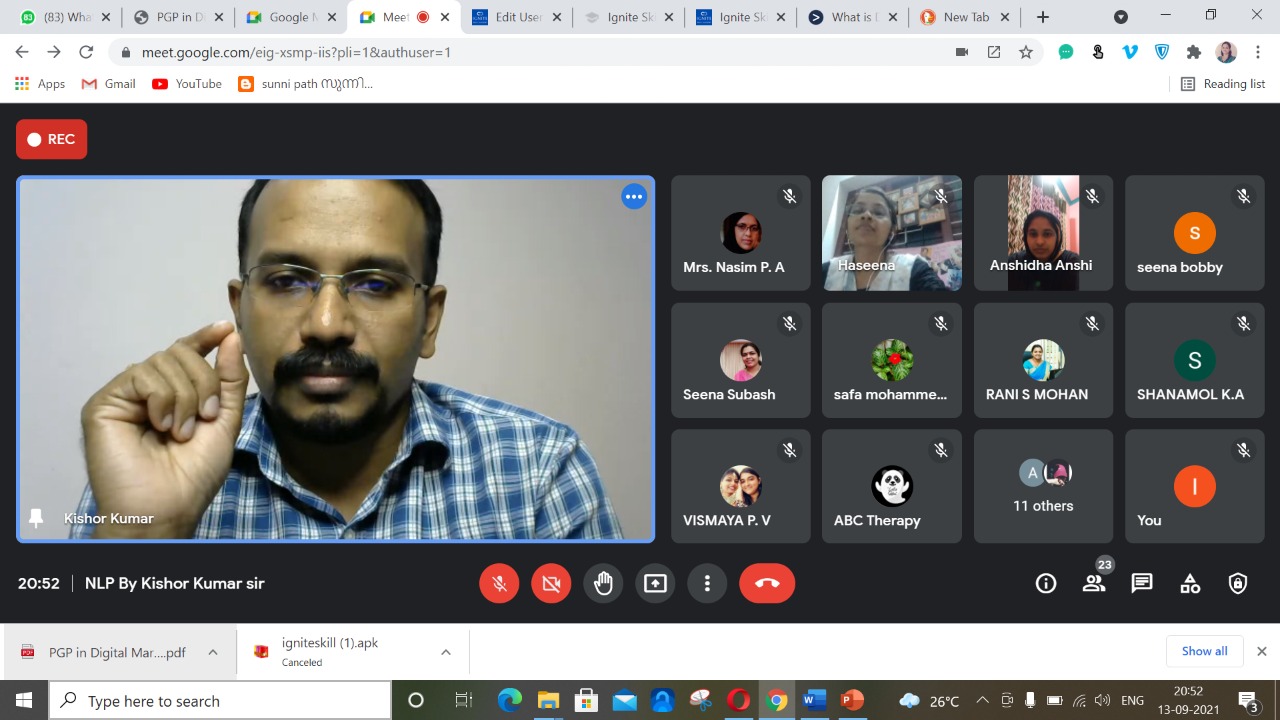 (83) Wha
PGP in D
Google M
Meet
Edit User
Ignite Sk
Ignite Sk
What is
New Tab
meet.google.com/eig-xsmp-iis?pli=1&authuser=1
Apps
Gmail
YouTube
sunni path സുന്നി...
Reading list
REC
Mrs. Nasim P. A
Haseena
Anshidha Anshi
S
seena bobby
Seena Subash
safa mohamme...
RANI S MOHAN
S
SHANAMOL K.A
Kishor Kumar
VISMAYA P. V
ABC Therapy
A
11 others
I
You
20:52 | NLP By Kishor Kumar sir
23
PGP in Digital Mar....pdf
igniteskill (1).apk
Canceled
Show all
Type here to search
26°C
ENG
20:52
13-09-2021
3